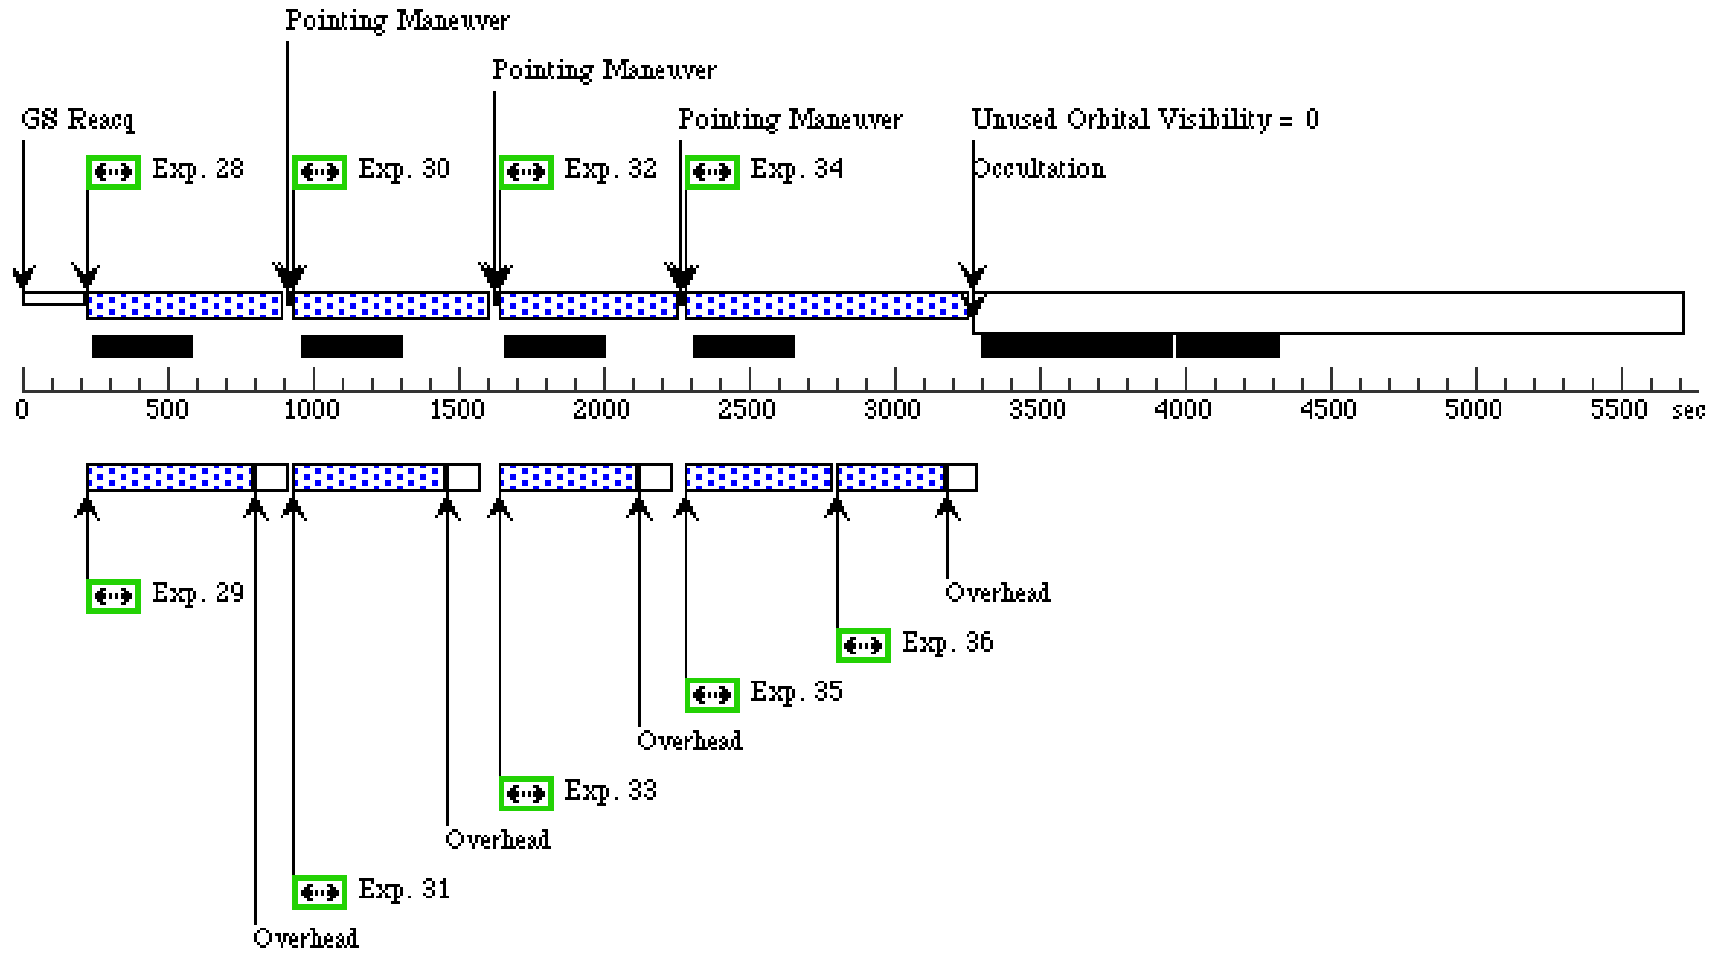 Pointing Maneuver
Pointing Maneuver
GS Reacq Pointing Maneuver Unused Orbital Visibility = 0
Exp. 28 Exp. 30 Exp. 32 Exp. 34 Occultation
0 500 1000 1500 2000 2500 3000 3500 4000 4500 5000 5500 sec
Exp. 29 Overhead
Exp. 36
Exp. 35
Overhead
Exp. 33
Overhead
Exp. 31
Overhead